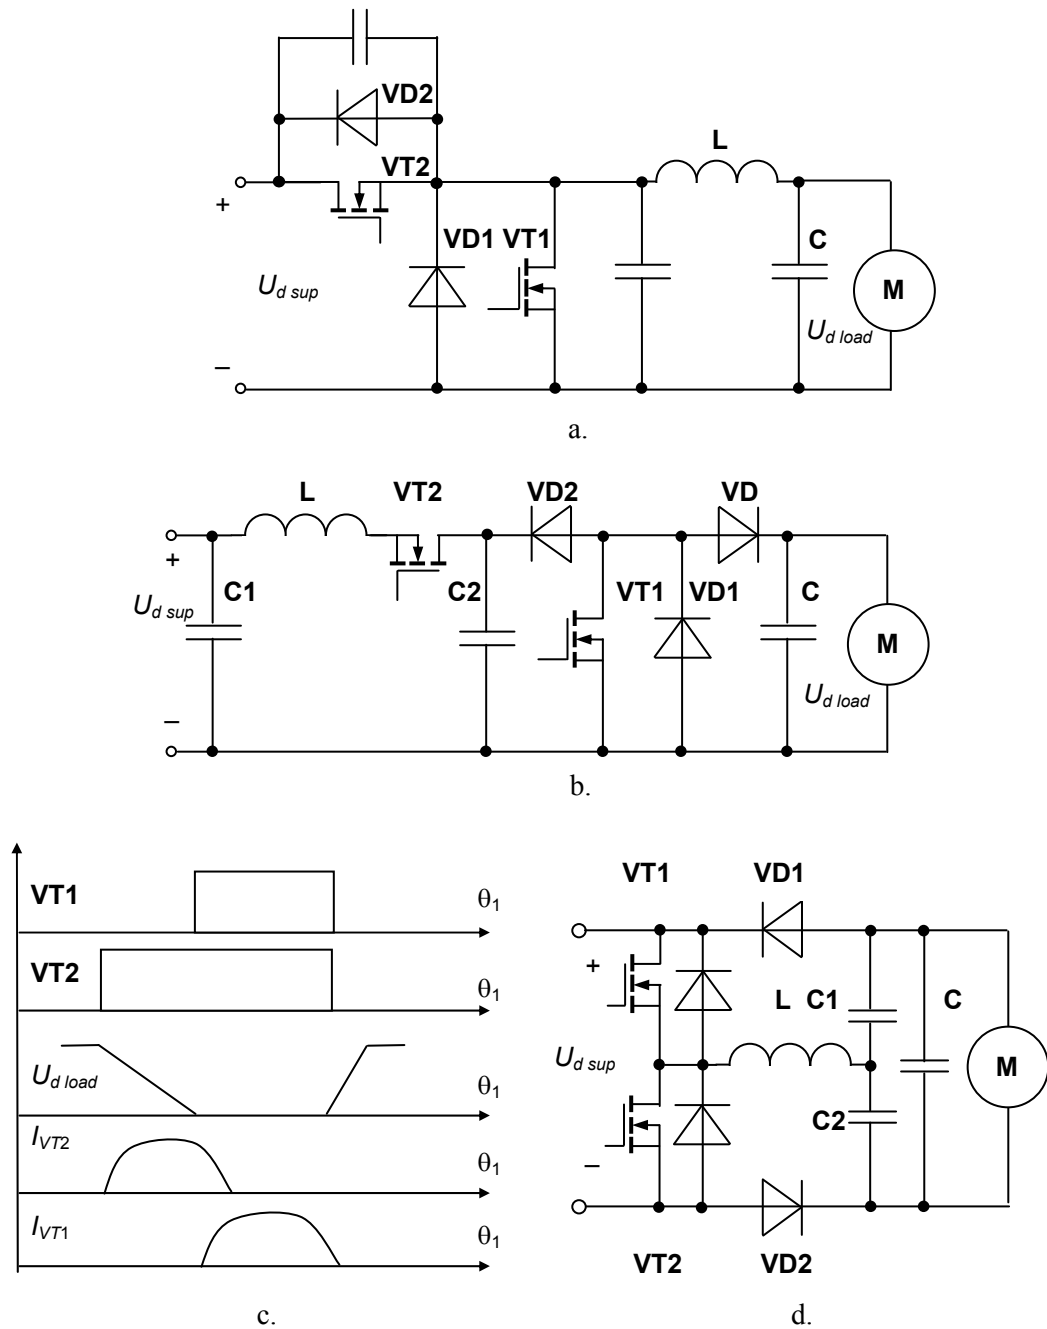 VD2
L
VT2
+
VD1 VT1
C
U_d sup
M
U_d load
–
a.
L VT2 VD2 VD
+
C1 C2 VT1 VD1 C
U_d sup
M
U_d load
–
b.
VT1 θ₁
VT2 θ₁
U_d load θ₁
I_VT2 θ₁
I_VT1 θ₁
c.
VT1 VD1
+
L C1 C
U_d sup
M
C2
–
VT2 VD2
d.